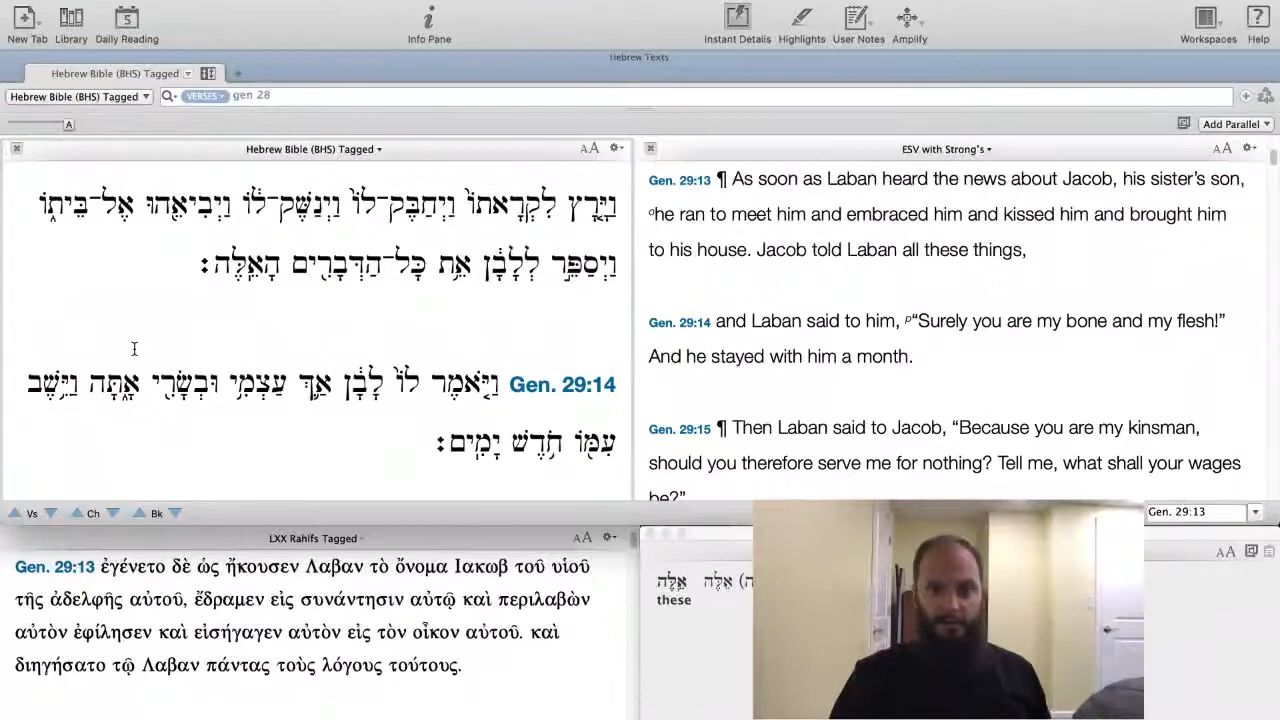 New Tab
Library
Daily Reading
Info Pane
Instant Details
Highlights
User Notes
Amplify
Workspaces
Help
Hebrew Texts
Hebrew Bible (BHS) Tagged
Hebrew Bible (BHS) Tagged
VERSES
gen 28
A
Add Parallel
Hebrew Bible (BHS) Tagged
AA
וַיָּ֤רָץ לִקְרָאתוֹ֙ וַיְחַבֶּק־לוֹ֙ וַיְנַשֶּׁק־ל֔וֹ וַיְבִיאֵ֖הוּ אֶל־בֵּית֑וֹ
וַיְסַפֵּ֣ר לְלָבָ֔ן אֵ֥ת כָּל־הַדְּבָרִ֖ים הָאֵֽלֶּה׃
Gen. 29:14 וַיֹּ֤אמֶר לוֹ֙ לָבָ֔ן אַ֛ךְ עַצְמִ֥י וּבְשָׂרִ֖י אָ֑תָּה וַיֵּ֥שֶׁב
עִמּ֖וֹ חֹ֥דֶשׁ יָמִֽים׃
ESV with Strong's
AA
Gen. 29:13 ¶ As soon as Laban heard the news about Jacob, his sister's son,
ohe ran to meet him and embraced him and kissed him and brought him
to his house. Jacob told Laban all these things,
Gen. 29:14 and Laban said to him, p“Surely you are my bone and my flesh!”
And he stayed with him a month.
Gen. 29:15 ¶ Then Laban said to Jacob, “Because you are my kinsman,
should you therefore serve me for nothing? Tell me, what shall your wages
be?”
Vs Ch Bk
Gen. 29:13
LXX Rahlfs Tagged
AA
Gen. 29:13 ἐγένετο δὲ ὡς ἤκουσεν Λαβαν τὸ ὄνομα Ιακωβ τοῦ υἱοῦ
τῆς ἀδελφῆς αὐτοῦ, ἔδραμεν εἰς συνάντησιν αὐτῷ καὶ περιλαβὼν
αὐτὸν ἐφίλησεν καὶ εἰσήγαγεν αὐτὸν εἰς τὸν οἶκον αὐτοῦ. καὶ
διηγήσατο τῷ Λαβαν πάντας τοὺς λόγους τούτους.
AA
אֵלֶּה
these